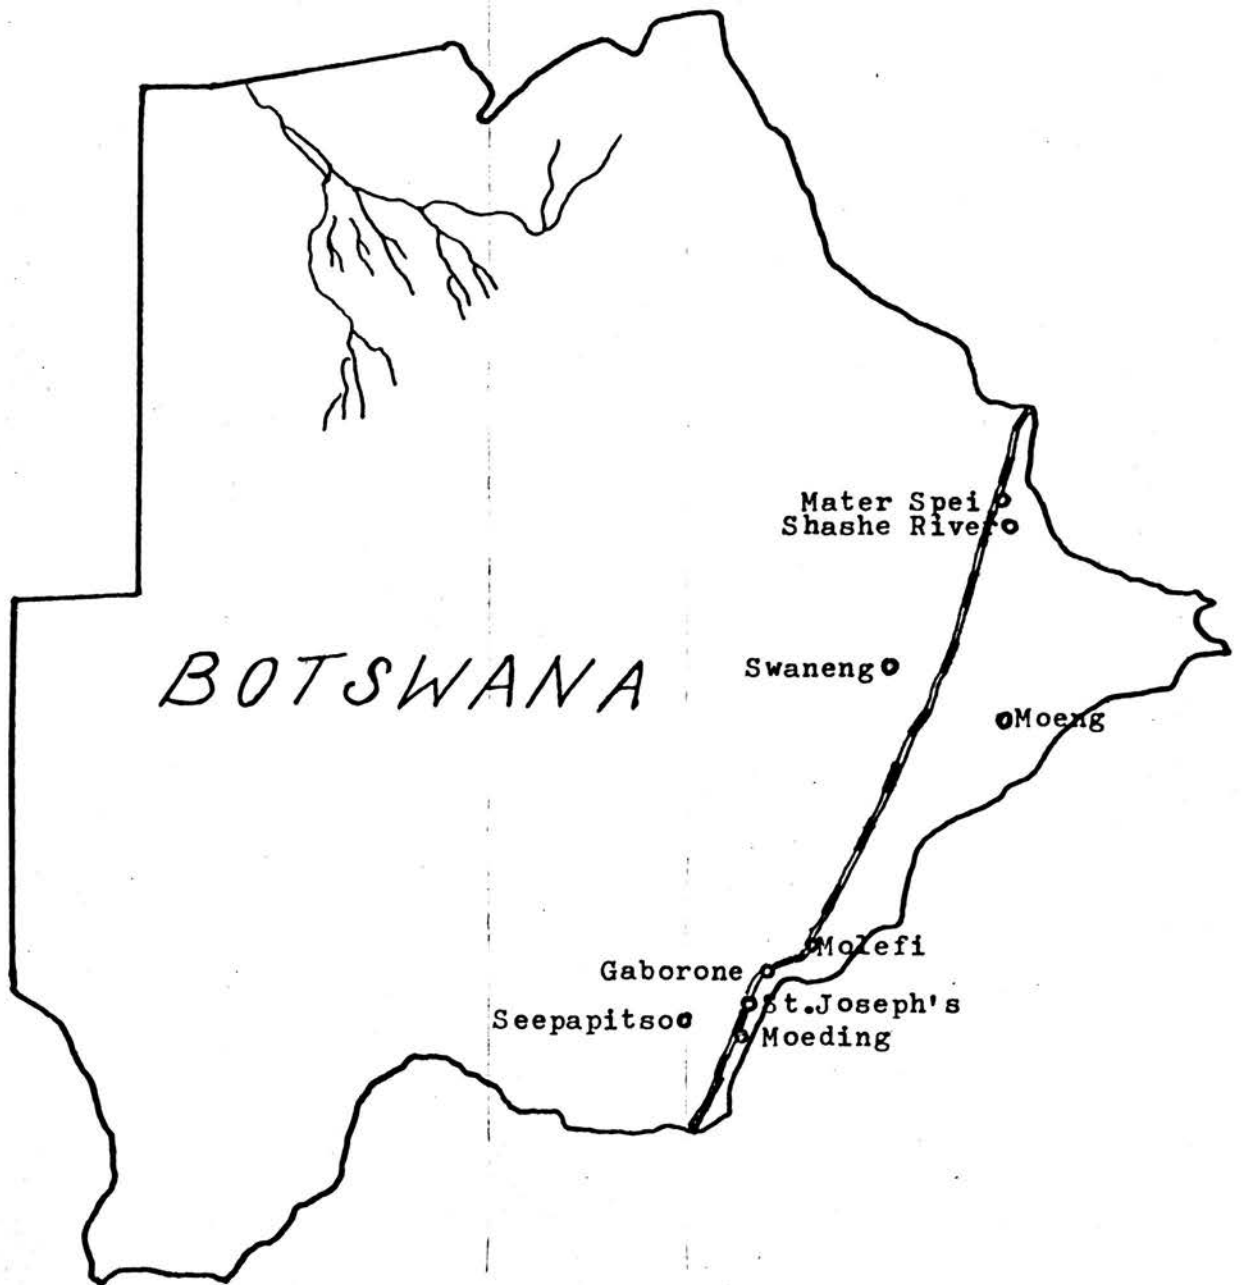 Mater Spei
Shashe River
BOTSWANA
Swaneng
Moeng
Molefi
Gaborone
St.Joseph's
Seepapitso
Moeding